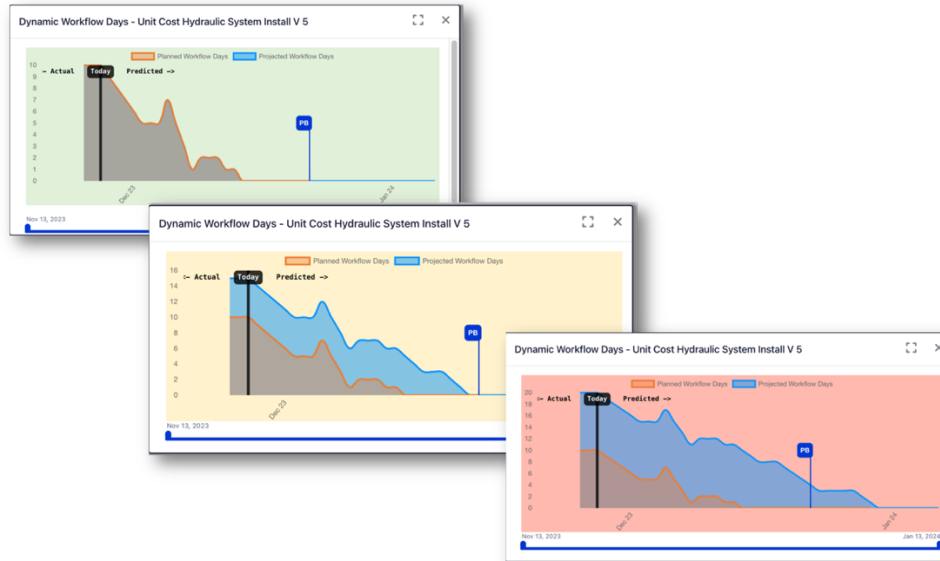 Dynamic Workflow Days - Unit Cost Hydraulic System Install V 5
Planned Workflow Days Projected Workflow Days
10
9
8
7
6
5
4
3
2
1
0
Actual Today Predicted ->
PB
Dec 23 Jan 24
Nov 13, 2023
Dynamic Workflow Days - Unit Cost Hydraulic System Install V 5
Planned Workflow Days Projected Workflow Days
16
14
12
10
8
6
4
2
0
:- Actual Today Predicted ->
PB
Dec 23
Nov 13, 2023
Dynamic Workflow Days - Unit Cost Hydraulic System Install V 5
Planned Workflow Days Projected Workflow Days
20
18
16
14
12
10
8
6
4
2
0
:- Actual Today Predicted ->
PB
Dec 23 Jan 24
Nov 13, 2023 Jan 13, 2024